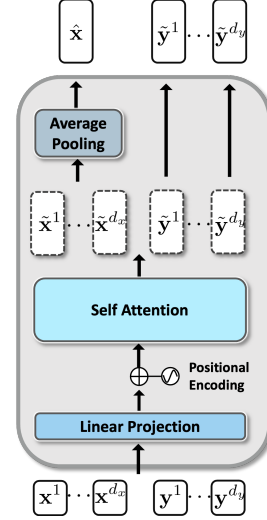 x̂ ỹ¹ ··· ỹ^{d_y}
Average
Pooling
x̃¹ ··· x̃^{d_x} ỹ¹ ··· ỹ^{d_y}
Self Attention
Positional
Encoding
Linear Projection
x¹ ··· x^{d_x} y¹ ··· y^{d_y}